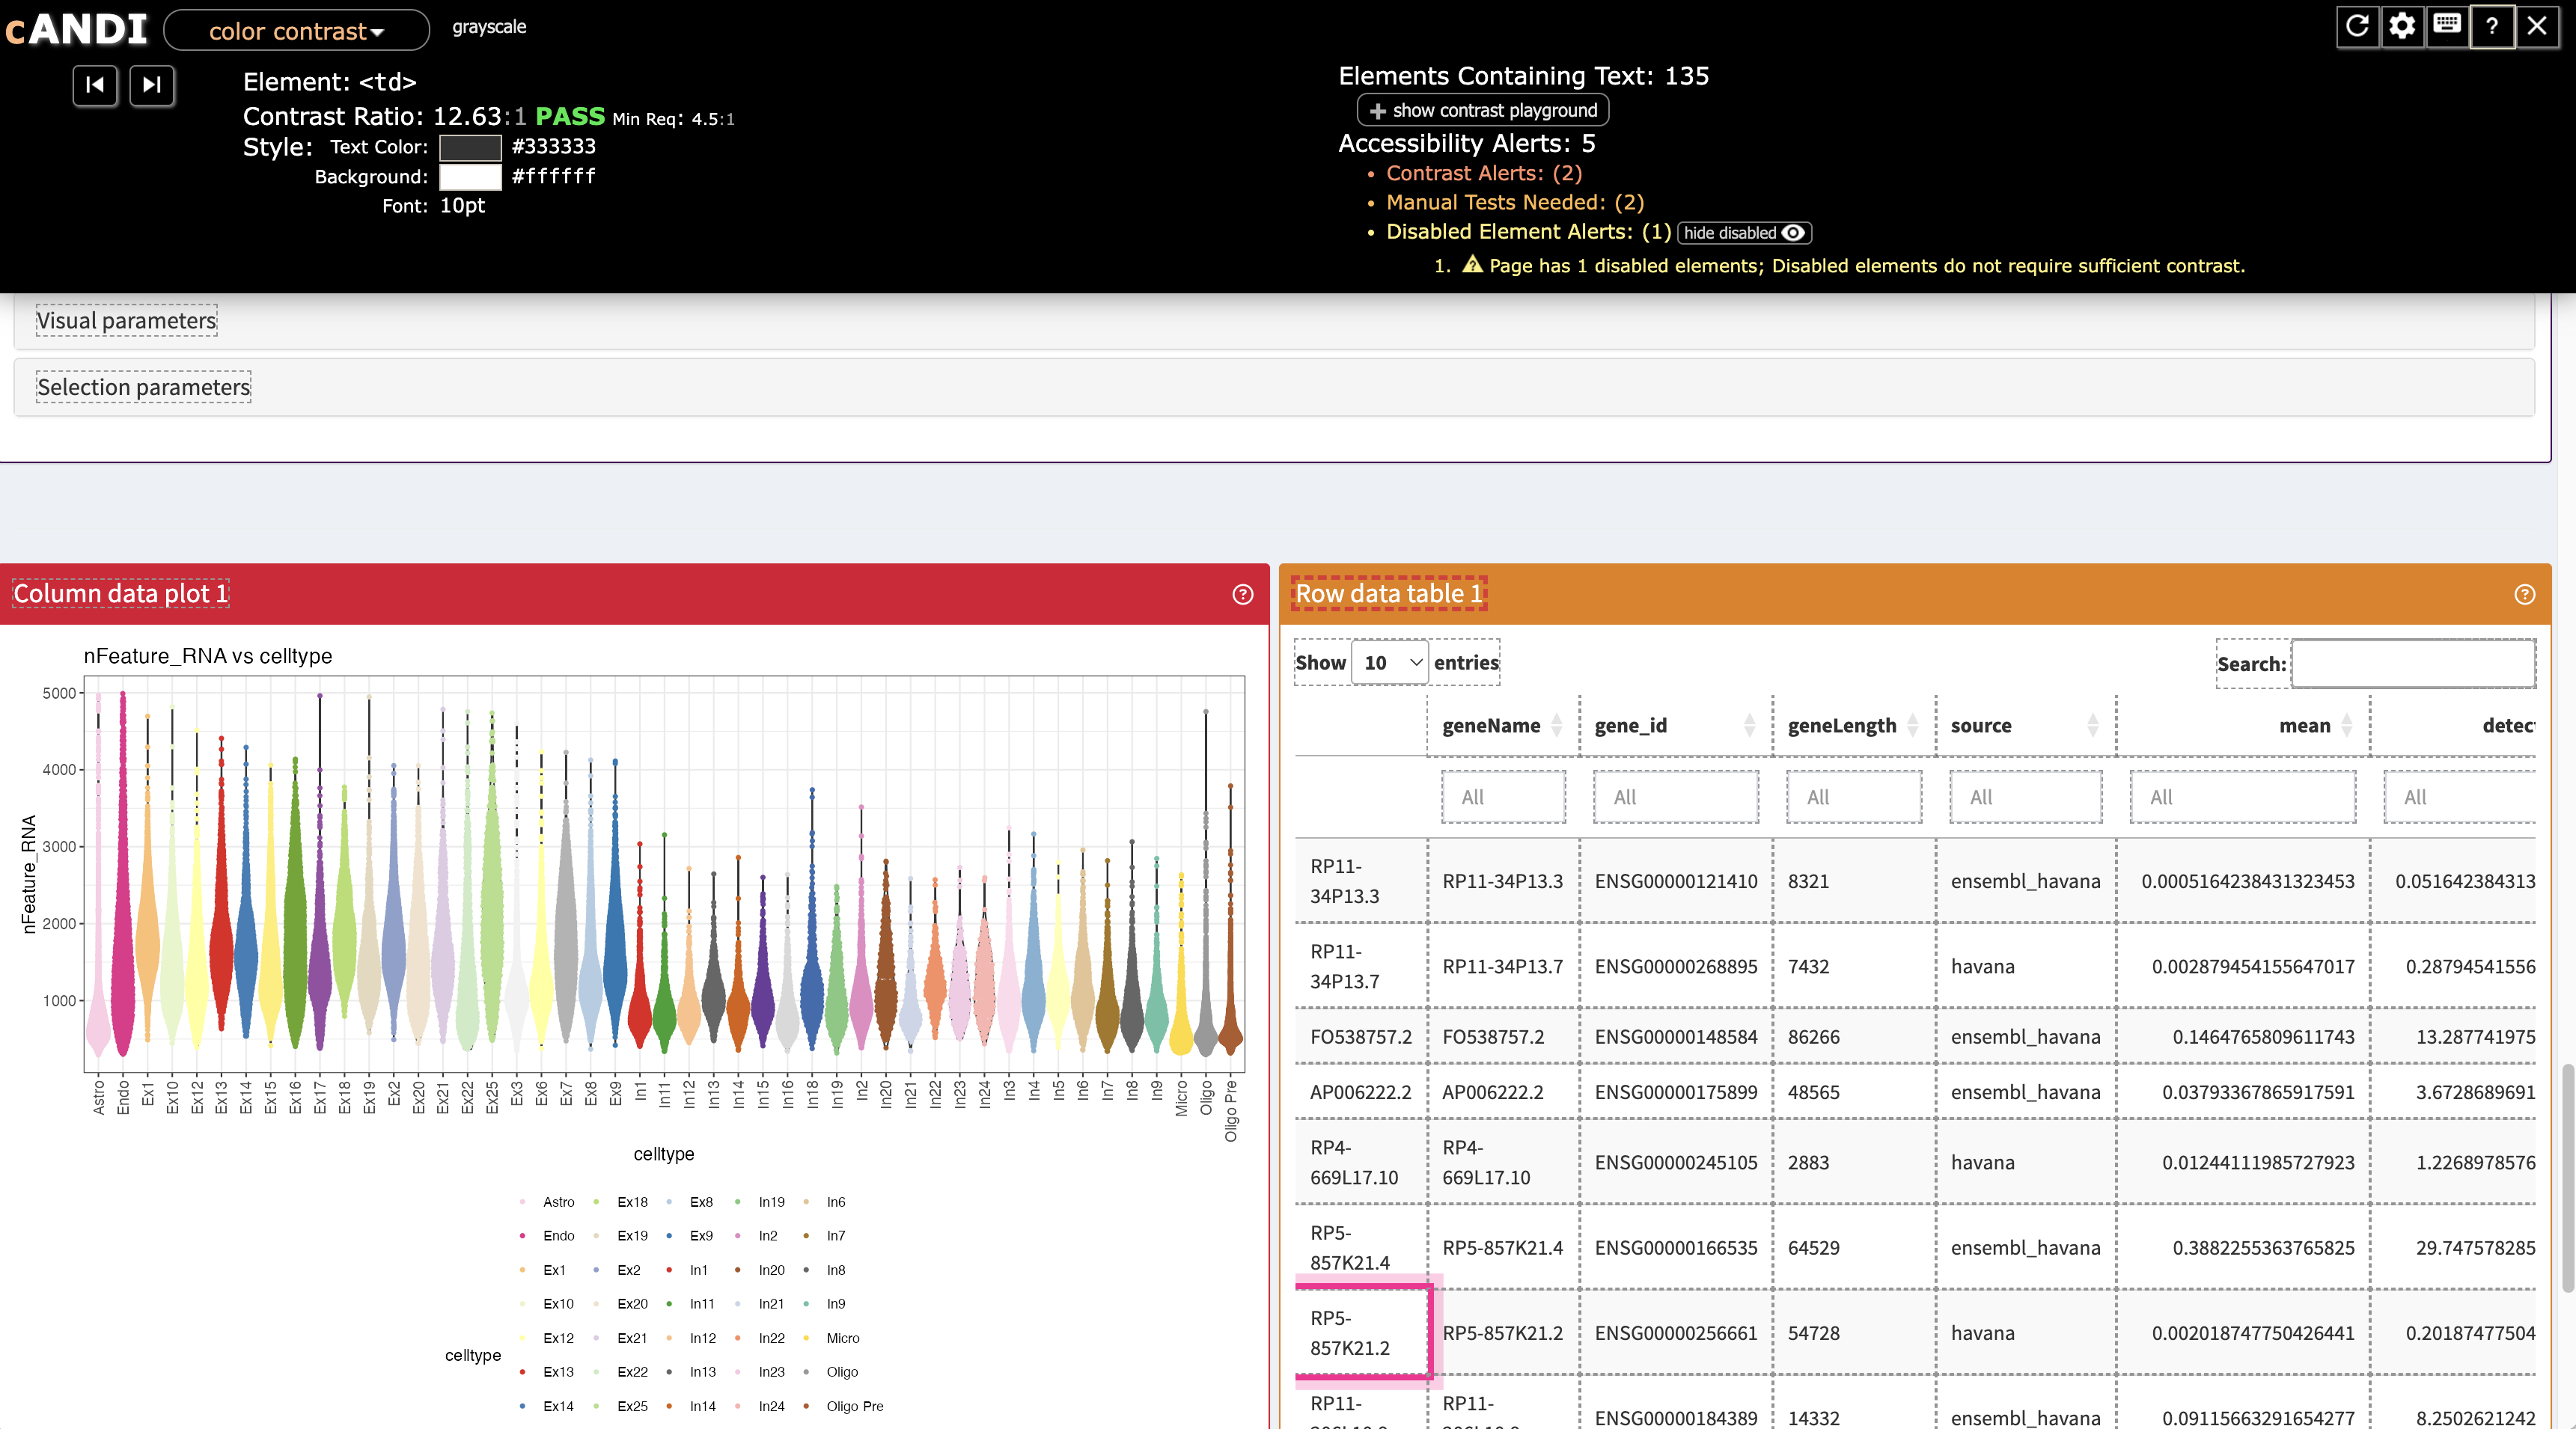 cANDI color contrast grayscale ?
Element: <td>
Contrast Ratio: 12.63:1 PASS Min Req: 4.5:1
Style: Text Color: #333333
Background: #ffffff
Font: 10pt
Elements Containing Text: 135
show contrast playground
Accessibility Alerts: 5
• Contrast Alerts: (2)
• Manual Tests Needed: (2)
• Disabled Element Alerts: (1) hide disabled
1. Page has 1 disabled elements; Disabled elements do not require sufficient contrast.
Visual parameters
Selection parameters
Column data plot 1 ?
nFeature_RNA vs celltype
nFeature_RNA
5000
4000
3000
2000
1000
Astro Endo Ex1 Ex10 Ex12 Ex13 Ex14 Ex15 Ex16 Ex17 Ex18 Ex19 Ex2 Ex20 Ex21 Ex22 Ex25 Ex3 Ex6 Ex7 Ex8 Ex9 In1 In11 In12 In13 In14 In15 In16 In18 In19 In2 In20 In21 In22 In23 In24 In3 In4 In5 In6 In7 In8 In9 Micro Oligo Oligo Pre
celltype
celltype
Astro Ex18 Ex8 In19 In6
Endo Ex19 Ex9 In2 In7
Ex1 Ex2 In1 In20 In8
Ex10 Ex20 In11 In21 In9
Ex12 Ex21 In12 In22 Micro
Ex13 Ex22 In13 In23 Oligo
Ex14 Ex25 In14 In24 Oligo Pre
Row data table 1 ?
Show 10 entries Search:
geneName gene_id geneLength source mean detec
All All All All All All
RP11-
34P13.3 RP11-34P13.3 ENSG00000121410 8321 ensembl_havana 0.0005164238431323453 0.051642384313
RP11-
34P13.7 RP11-34P13.7 ENSG00000268895 7432 havana 0.002879454155647017 0.28794541556
FO538757.2 FO538757.2 ENSG00000148584 86266 ensembl_havana 0.1464765809611743 13.287741975
AP006222.2 AP006222.2 ENSG00000175899 48565 ensembl_havana 0.03793367865917591 3.6728689691
RP4- RP4-
669L17.10 669L17.10 ENSG00000245105 2883 havana 0.01244111985727923 1.2268978576
RP5-
857K21.4 RP5-857K21.4 ENSG00000166535 64529 ensembl_havana 0.3882255363765825 29.747578285
RP5-
857K21.2 RP5-857K21.2 ENSG00000256661 54728 havana 0.002018747750426441 0.20187477504
RP11- RP11-
ENSG00000184389 14332 ensembl_havana 0.09115663291654277 8.2502621242